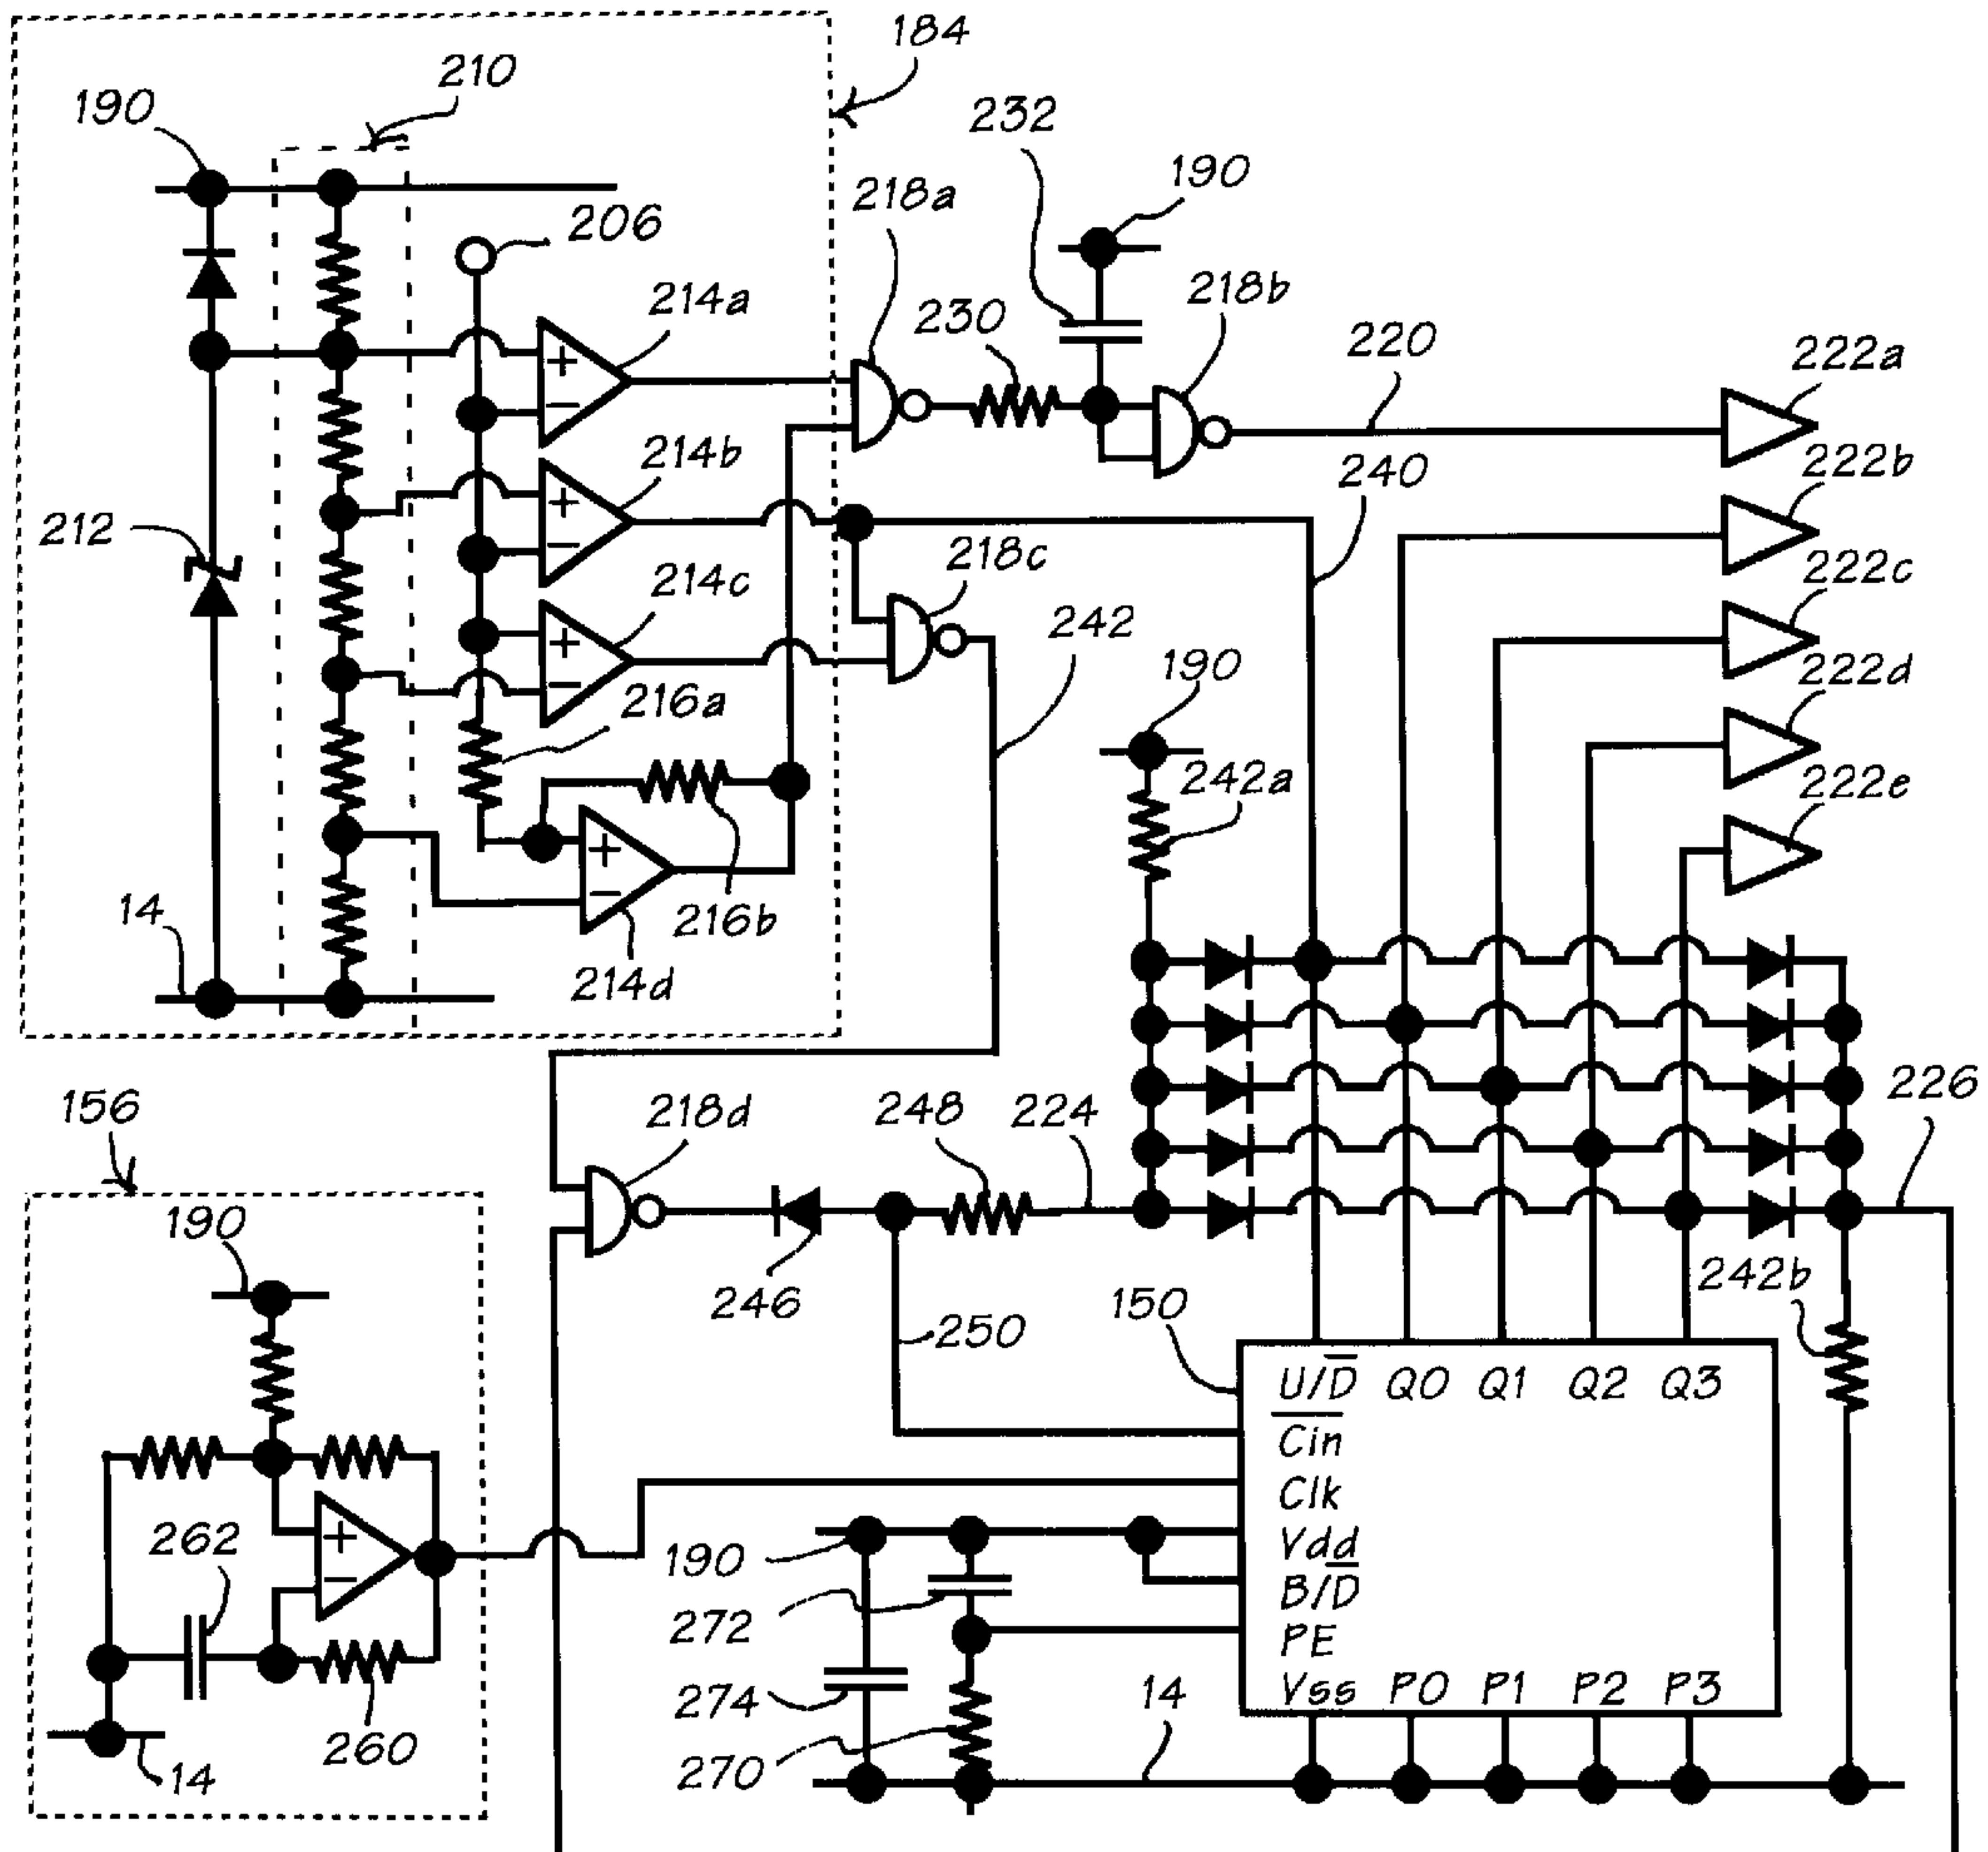 184
210
190
232
190
218a
206
218b
214a
230
220
222a
214b
240
222b
212
218c
222c
214c
242
190
222d
216a
242a
222e
14
216b
214d
156
218d
248
224
226
190
246
250
150
242b
U/D̅ Q0 Q1 Q2 Q3
C̅i̅n̅
Clk
262
190
Vdd
B/D̅
272
PE
274
14
Vss P0 P1 P2 P3
260
270
14
+
−
+
−
+
−
+
−
+
−